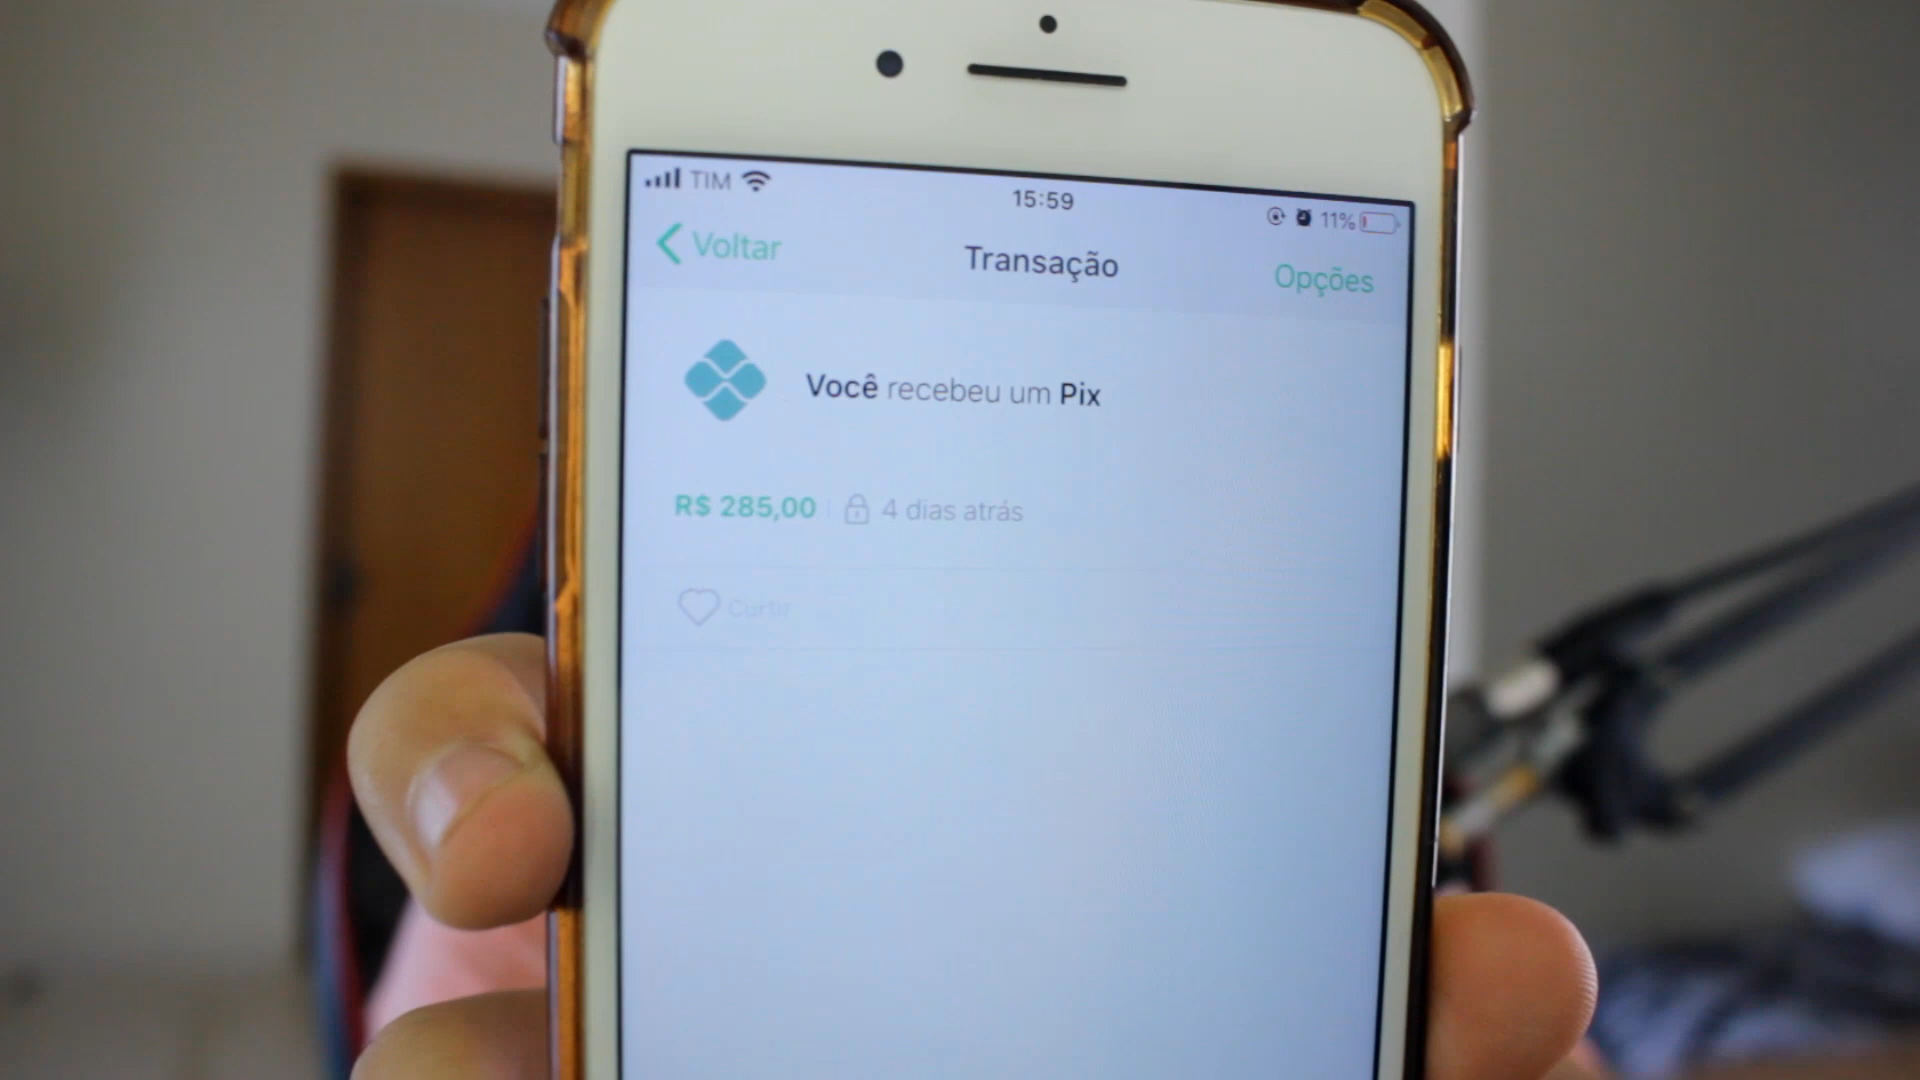 TIM
15:59
11%
Voltar
Transação
Opções
Você recebeu um Pix
R$ 285,00
4 dias atrás
Curtir